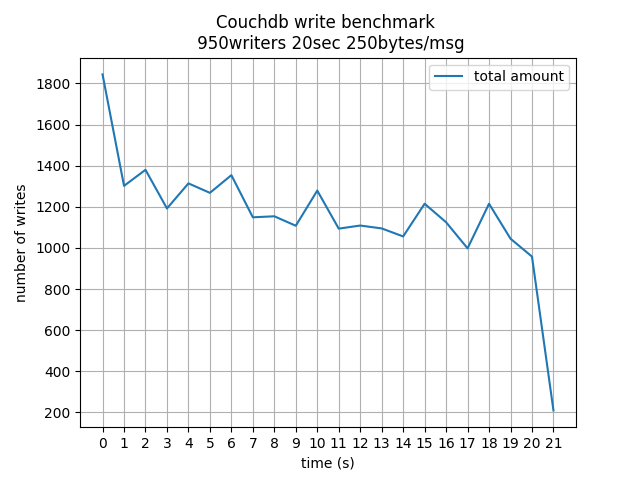 Couchdb write benchmark
950writers 20sec 250bytes/msg
total amount
number of writes
1800
1600
1400
1200
1000
800
600
400
200
0 1 2 3 4 5 6 7 8 9 10 11 12 13 14 15 16 17 18 19 20 21
time (s)